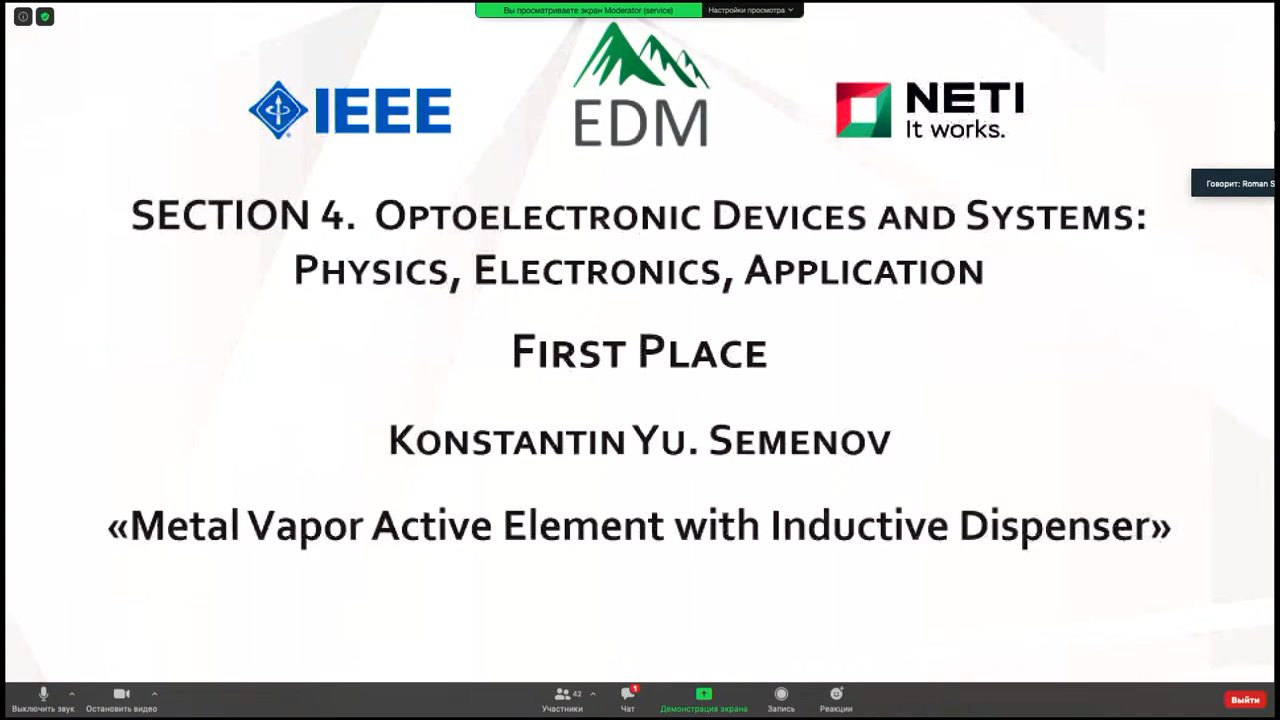 Вы просматриваете экран Moderator (service) Настройки просмотра
IEEE
EDM
NETI
It works.
Говорит: Roman S
SECTION 4. OPTOELECTRONIC DEVICES AND SYSTEMS:
PHYSICS, ELECTRONICS, APPLICATION
FIRST PLACE
KONSTANTIN YU. SEMENOV
«Metal Vapor Active Element with Inductive Dispenser»
Выключить звук Остановить видео Участники 42 Чат 1 Демонстрация экрана Запись Реакции Выйти